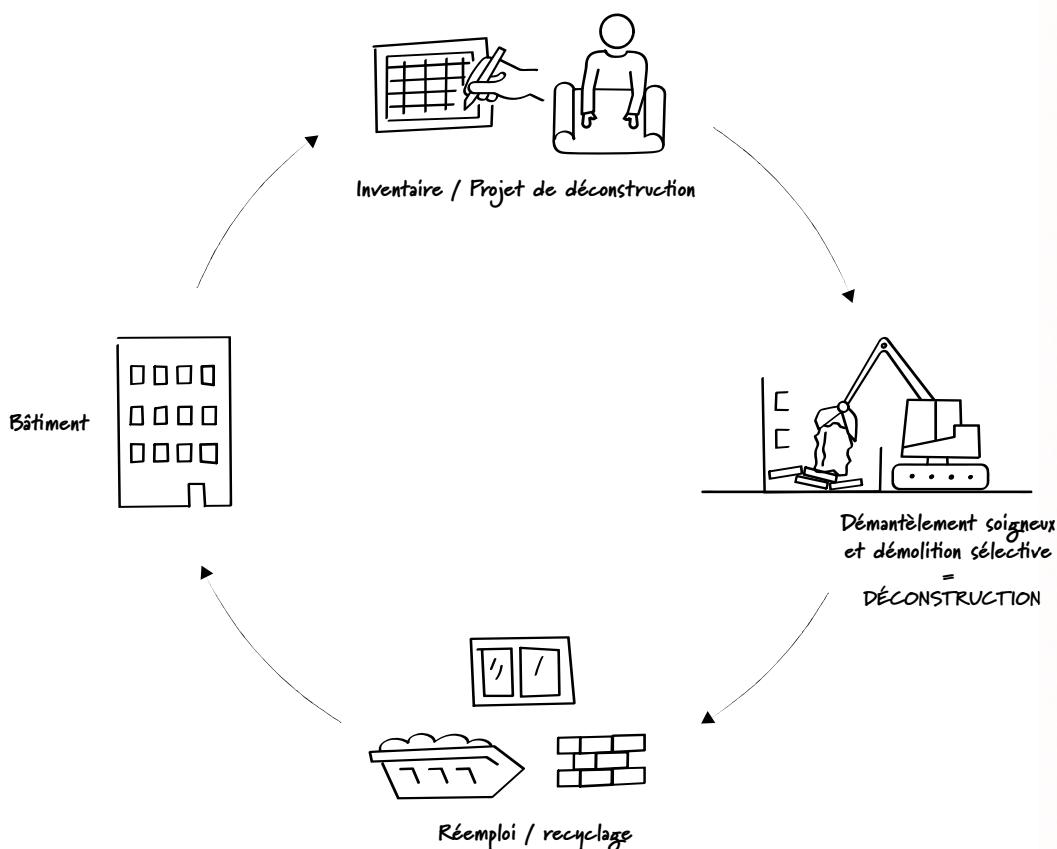 Inventaire / Projet de déconstruction
Bâtiment
Démantèlement soigneux
et démolition sélective
=
DÉCONSTRUCTION
Réemploi / recyclage